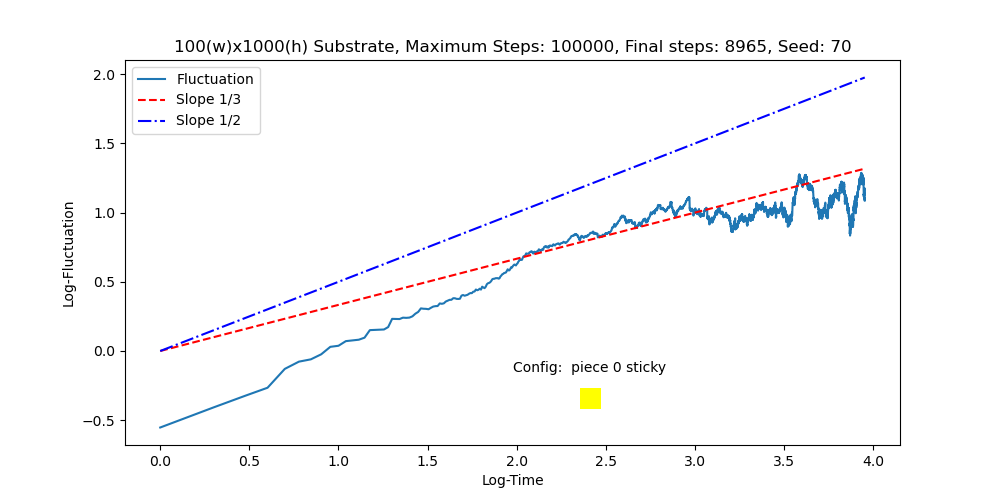 100(w)x1000(h) Substrate, Maximum Steps: 100000, Final steps: 8965, Seed: 70
Fluctuation
Slope 1/3
Slope 1/2
2.0
1.5
1.0
0.5
0.0
−0.5
Log-Fluctuation
Config:  piece 0 sticky
0.0 0.5 1.0 1.5 2.0 2.5 3.0 3.5 4.0
Log-Time